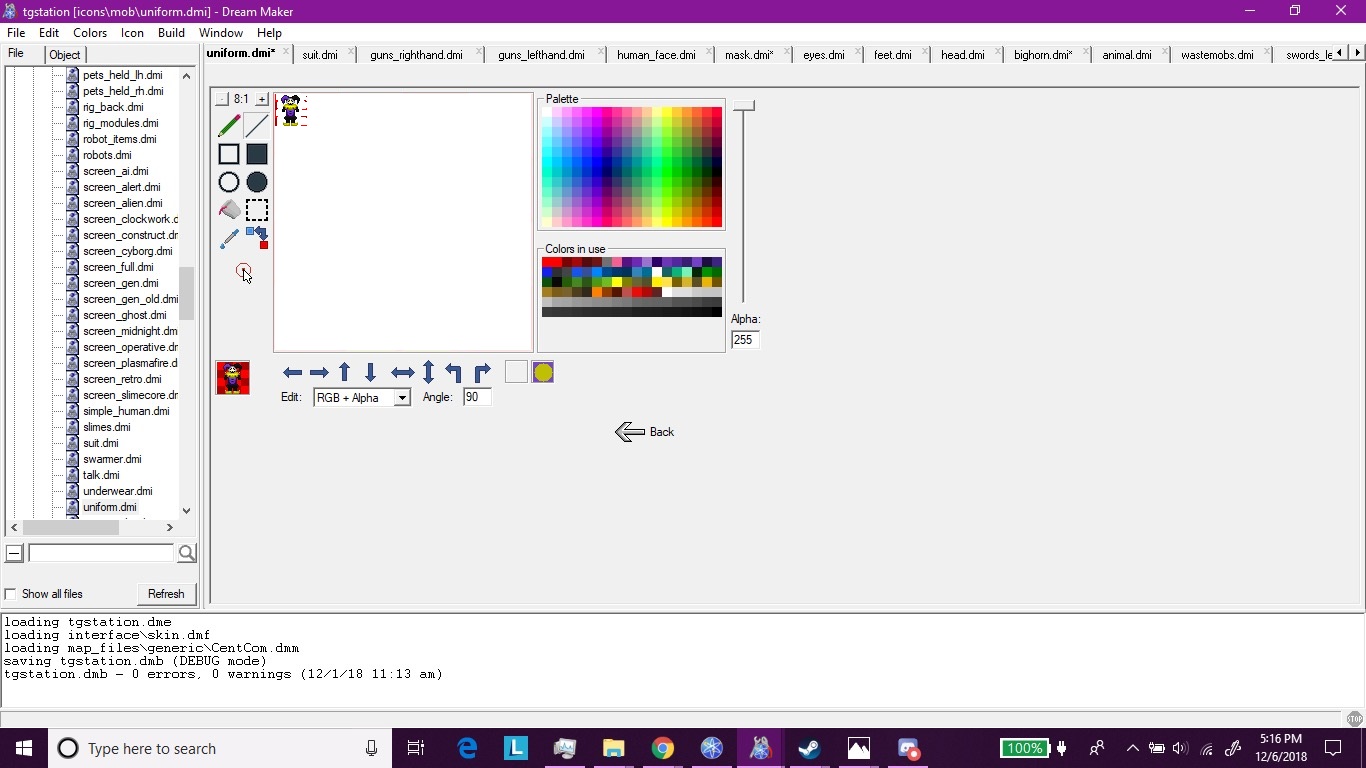 tgstation [icons\mob\uniform.dmi] - Dream Maker
File Edit Colors Icon Build Window Help
File Object
uniform.dmi* suit.dmi guns_righthand.dmi guns_lefthand.dmi human_face.dmi mask.dmi* eyes.dmi feet.dmi head.dmi bighorn.dmi* animal.dmi wastemobs.dmi swords_le
pets_held_lh.dmi
pets_held_rh.dmi
rig_back.dmi
rig_modules.dmi
robot_items.dmi
robots.dmi
screen_ai.dmi
screen_alert.dmi
screen_alien.dmi
screen_clockwork.d
screen_construct.dm
screen_cyborg.dmi
screen_full.dmi
screen_gen.dmi
screen_gen_old.dmi
screen_ghost.dmi
screen_midnight.dm
screen_operative.dm
screen_plasmafire.d
screen_retro.dmi
screen_slimecore.dm
simple_human.dmi
slimes.dmi
suit.dmi
swarmer.dmi
talk.dmi
underwear.dmi
uniform.dmi
Show all files Refresh
- 8:1 +
Palette
Colors in use
Alpha:
255
Edit: RGB + Alpha Angle: 90
Back
loading tgstation.dme
loading interface\skin.dmf
loading map_files\generic\CentCom.dmm
saving tgstation.dmb (DEBUG mode)
tgstation.dmb - 0 errors, 0 warnings (12/1/18 11:13 am)
STOP
Type here to search
L
100%
5:16 PM
12/6/2018